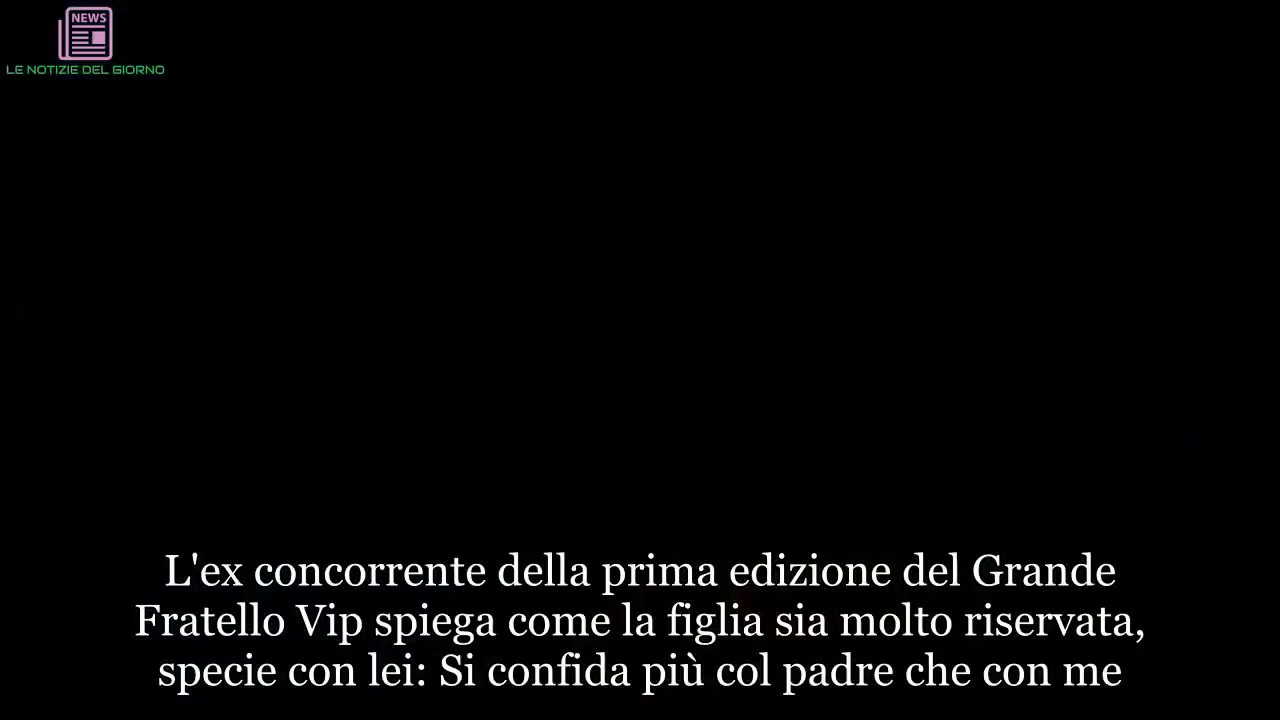 NEWS
LE NOTIZIE DEL GIORNO
L'ex concorrente della prima edizione del Grande
Fratello Vip spiega come la figlia sia molto riservata,
specie con lei: Si confida più col padre che con me